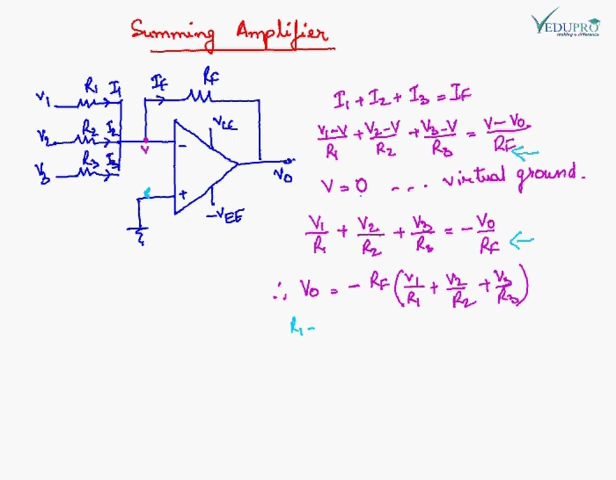 Summing Amplifier
VEDUPRO
making a difference
V1 R1 I1 If RF
V2 R2 I2 VCC
V3 R3 I3 V − VO
+
−VEE
I1 + I2 + I3 = IF
V1−V/R1 + V2−V/R2 + V3−V/R3 = V−VO/RF
V = 0 ... virtual ground.
V1/R1 + V2/R2 + V3/R3 = −VO/RF
∴ VO = − RF (V1/R1 + V2/R2 + V3/R3)
R1 =